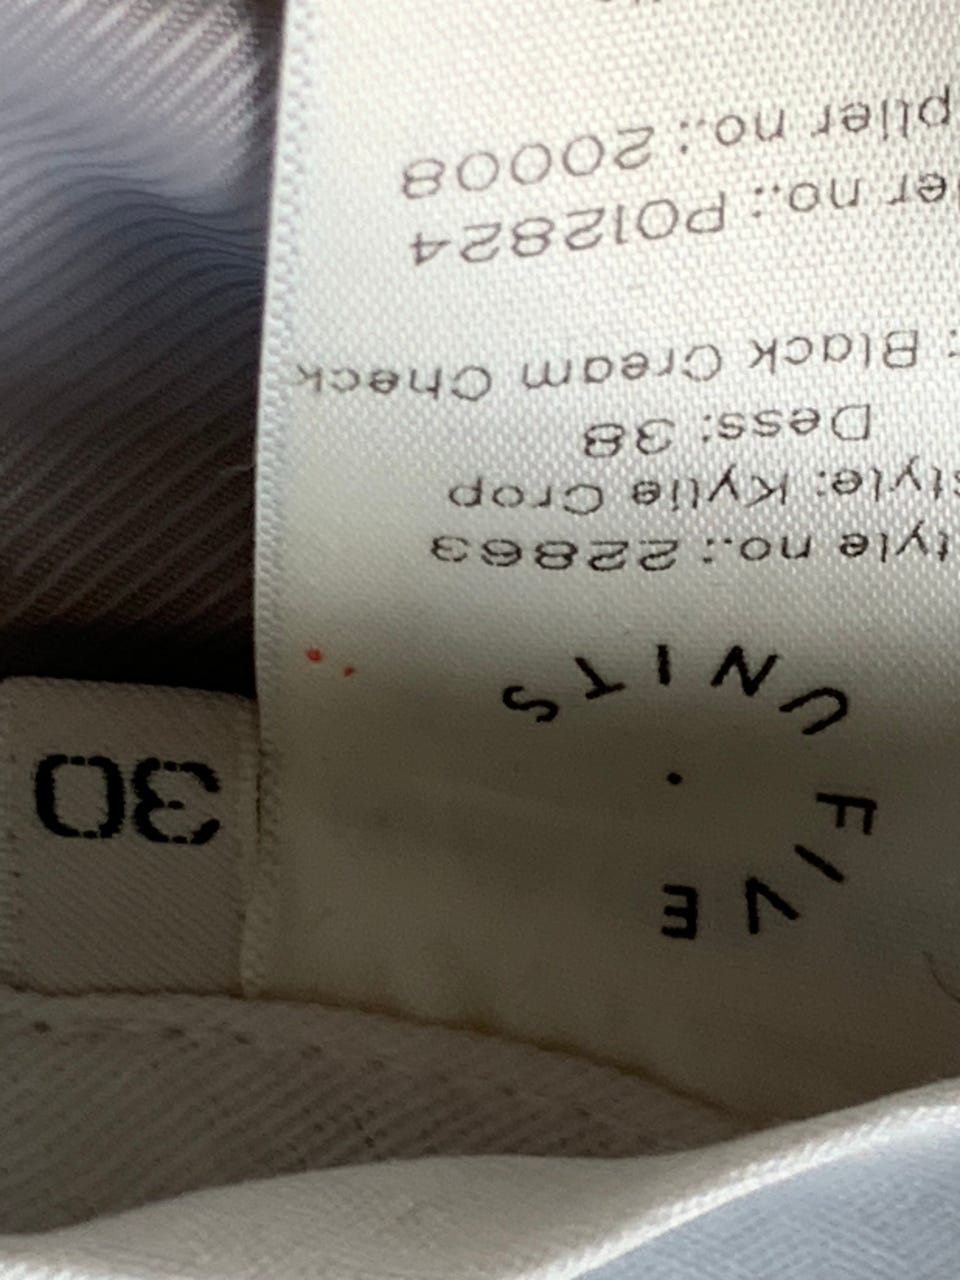 FIVE UNITS
30
tyle no.: 22863
style: Kylie Crop
Dess: 38
: Black Cream Check
er no.: PO12824
plier no.: 20008